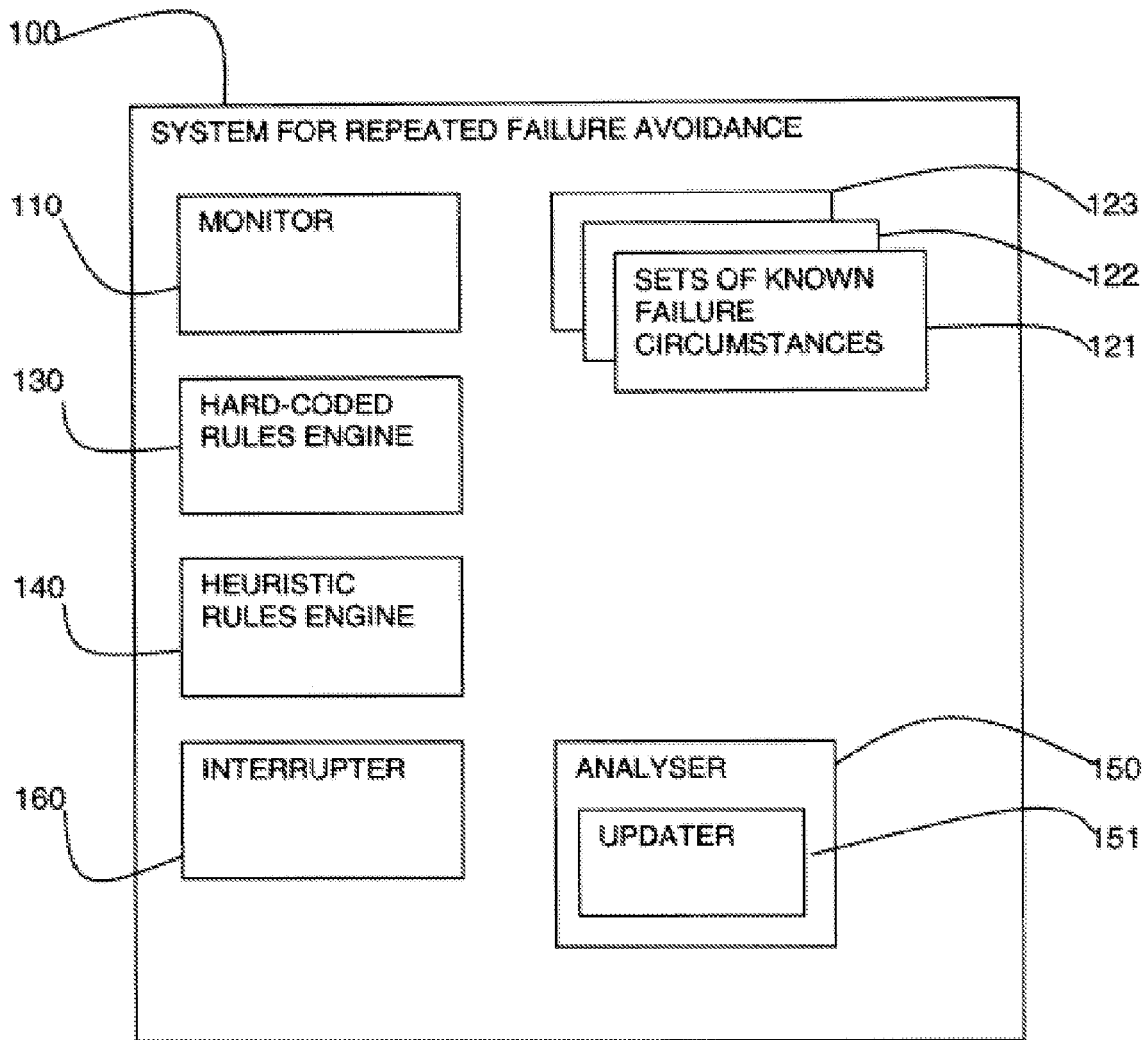 100
SYSTEM FOR REPEATED FAILURE AVOIDANCE
110
MONITOR
123
122
SETS OF KNOWN
FAILURE
CIRCUMSTANCES
121
130
HARD-CODED
RULES ENGINE
140
HEURISTIC
RULES ENGINE
160
INTERRUPTER
ANALYSER
150
UPDATER
151